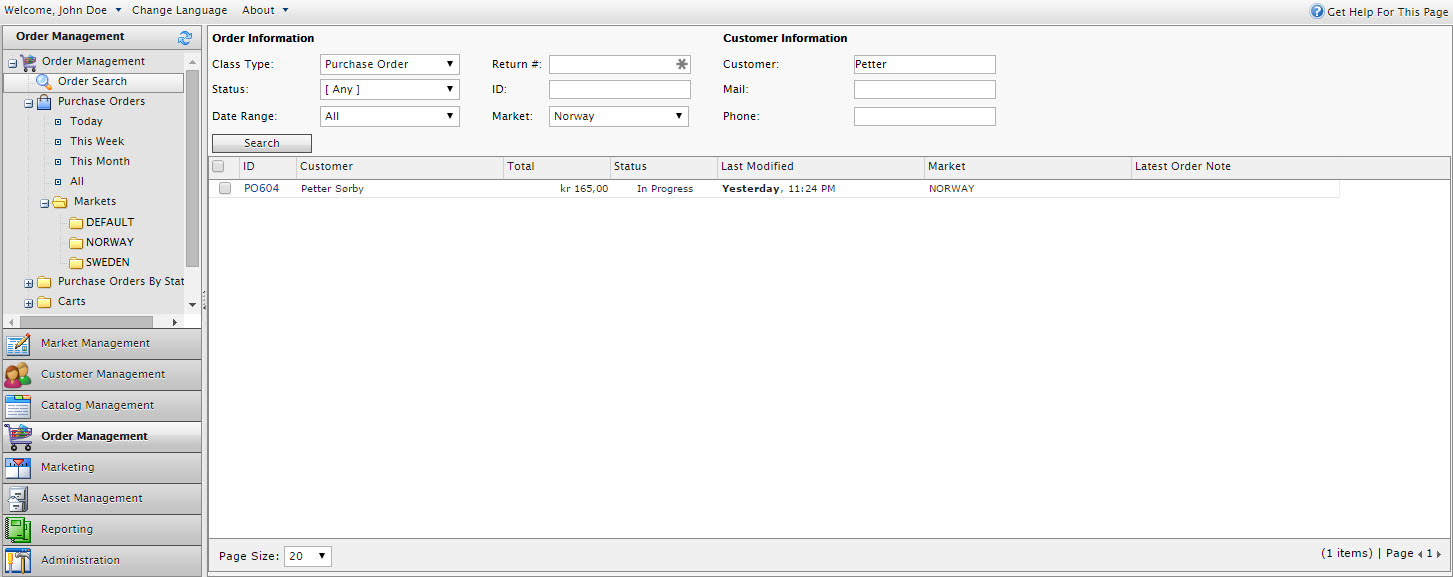 Welcome, John Doe Change Language About Get Help For This Page
Order Management
Order Management
Order Search
Purchase Orders
Today
This Week
This Month
All
Markets
DEFAULT
NORWAY
SWEDEN
Purchase Orders By Stat
Carts
Market Management
Customer Management
Catalog Management
Order Management
Marketing
Asset Management
Reporting
Administration
Order Information Customer Information
Class Type: Purchase Order Return #: Customer: Petter
Status: [ Any ] ID: Mail:
Date Range: All Market: Norway Phone:
Search
ID Customer Total Status Last Modified Market Latest Order Note
PO604 Petter Sørby kr 165,00 In Progress Yesterday, 11:24 PM NORWAY
Page Size: 20 (1 items) | Page 1